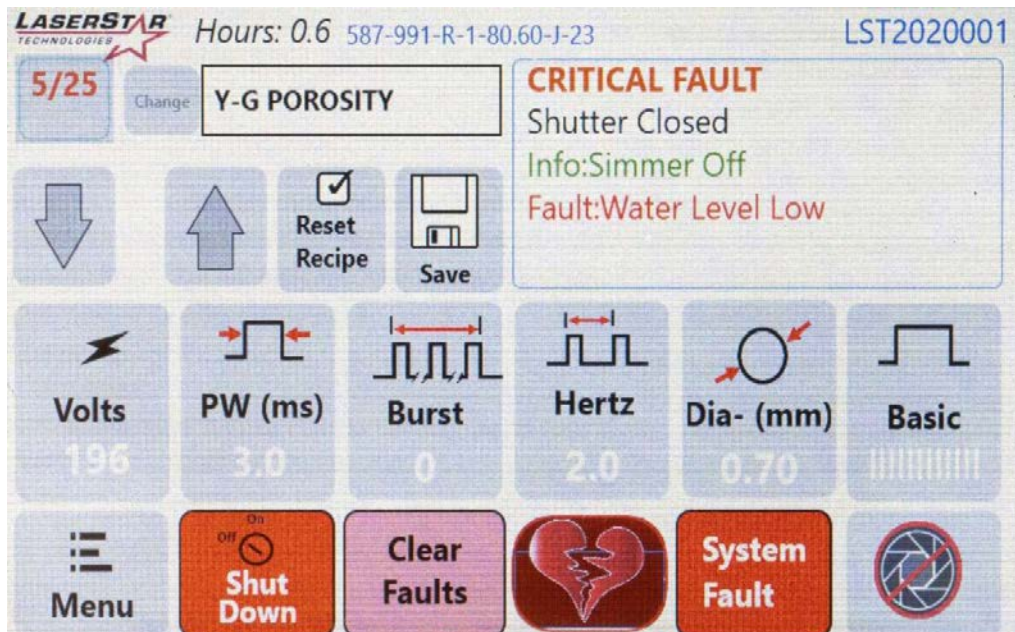 LASERSTAR
TECHNOLOGIES
Hours: 0.6 587-991-R-1-80.60-J-23
LST2020001
5/25
Change
Y-G POROSITY
CRITICAL FAULT
Shutter Closed
Info:Simmer Off
Fault:Water Level Low
Reset
Recipe
Save
Volts
196
PW (ms)
3.0
Burst
0
Hertz
2.0
Dia- (mm)
0.70
Basic
Menu
On
Off
Shut
Down
Clear
Faults
System
Fault